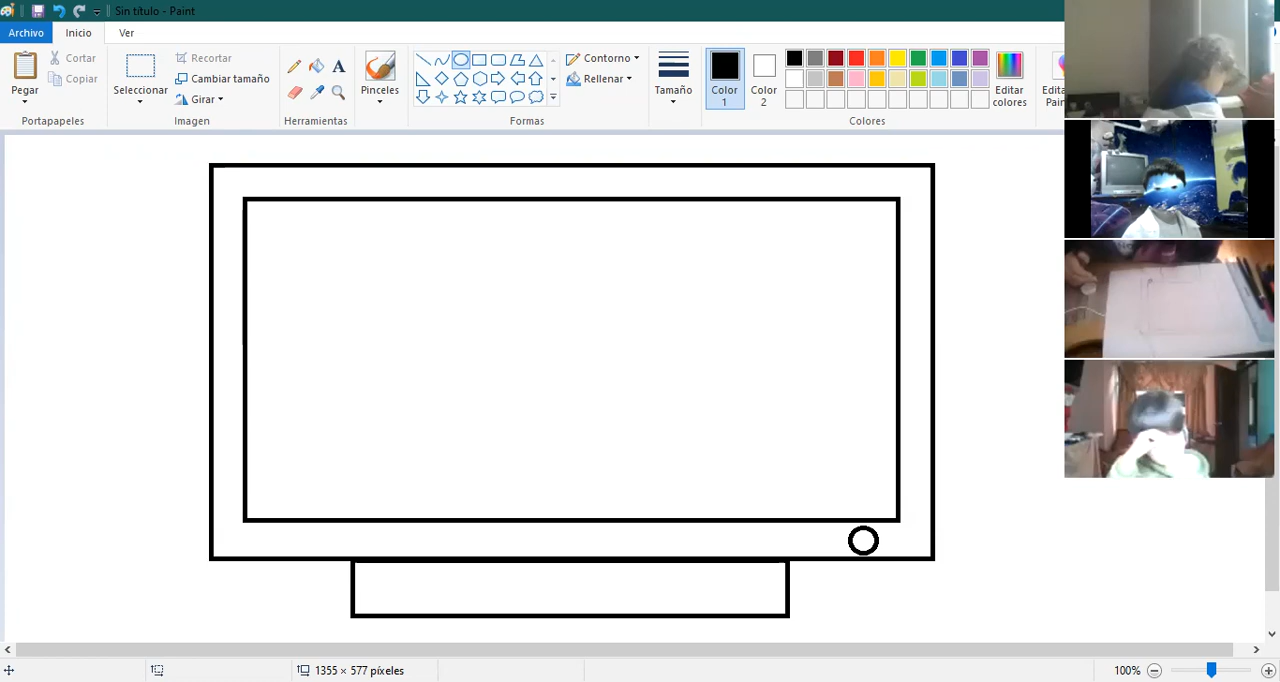 Sin título - Paint
Archivo Inicio Ver
Pegar
Cortar
Copiar
Portapapeles
Seleccionar
Recortar
Cambiar tamaño
Girar
Imagen
A
Herramientas
Pinceles
Contorno
Rellenar
Formas
Tamaño
Color
1
Color
2
Editar
colores
Colores
1355 × 577 píxeles
100%